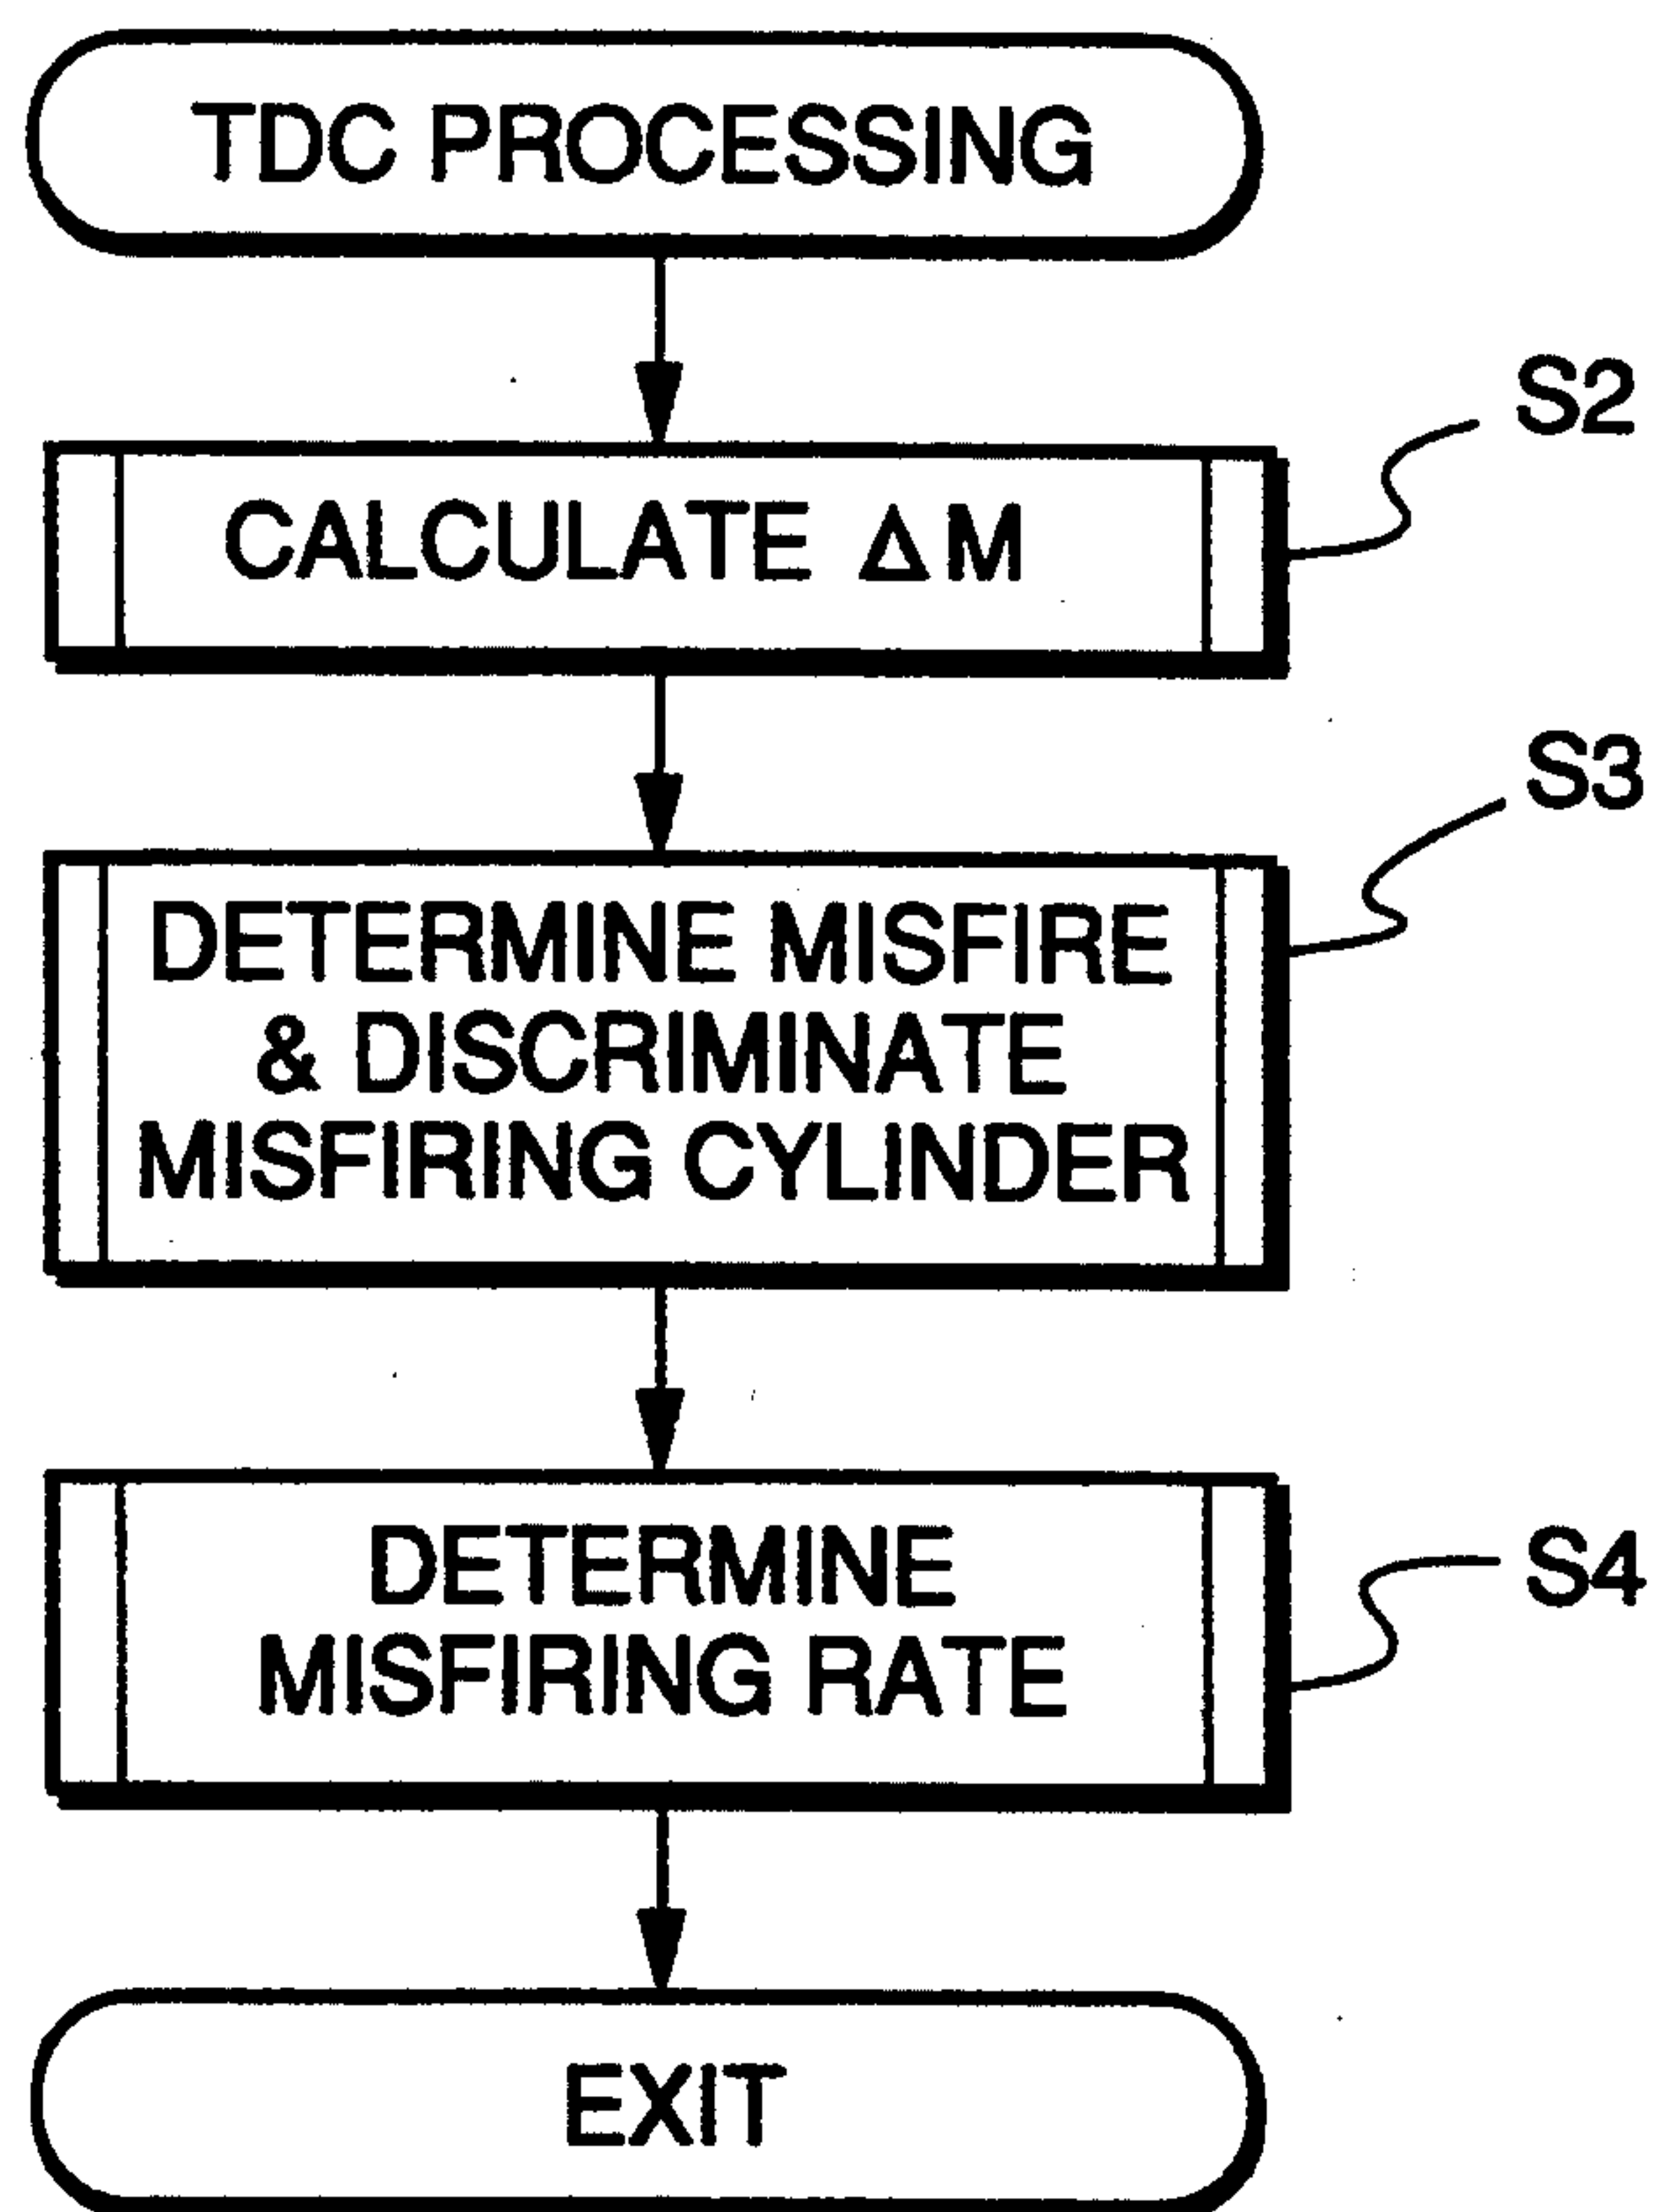 TDC PROCESSING
S2
CALCULATE ΔM
S3
DETERMINE MISFIRE
& DISCRIMINATE
MISFIRING CYLINDER
DETERMINE
MISFIRING RATE
S4
EXIT